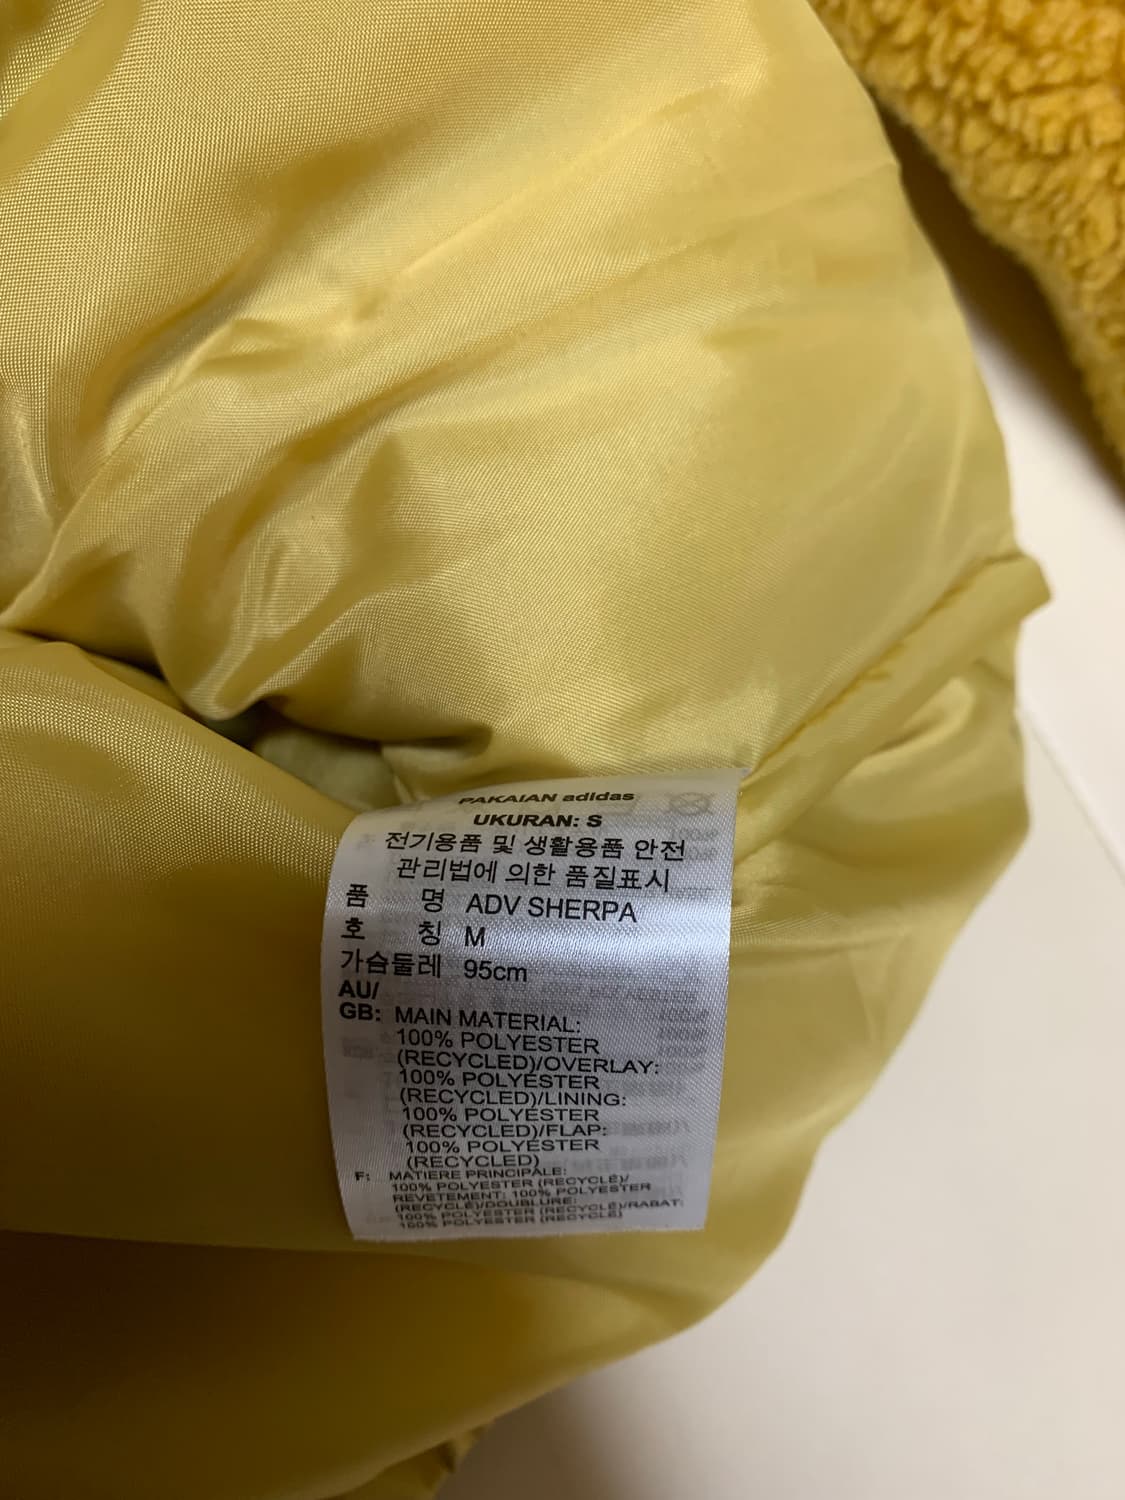 PAKAIAN adidas
UKURAN: S
전기용품 및 생활용품 안전
관리법에 의한 품질표시
품 명 ADV SHERPA
호 칭 M
가슴둘레 95cm
AU/
GB: MAIN MATERIAL:
100% POLYESTER
(RECYCLED)/OVERLAY:
100% POLYESTER
(RECYCLED)/LINING:
100% POLYESTER
(RECYCLED)/FLAP:
100% POLYESTER
(RECYCLED)
F: MATIERE PRINCIPALE:
100% POLYESTER (RECYCLÉ)/
REVETEMENT: 100% POLYESTER
(RECYCLÉ)/DOUBLURE:
100% POLYESTER (RECYCLÉ)/RABAT:
100% POLYESTER (RECYCLÉ)